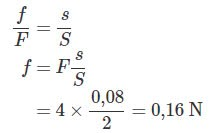 f/F = s/S
f = F s/S
= 4 × 0,08/2 = 0,16 N